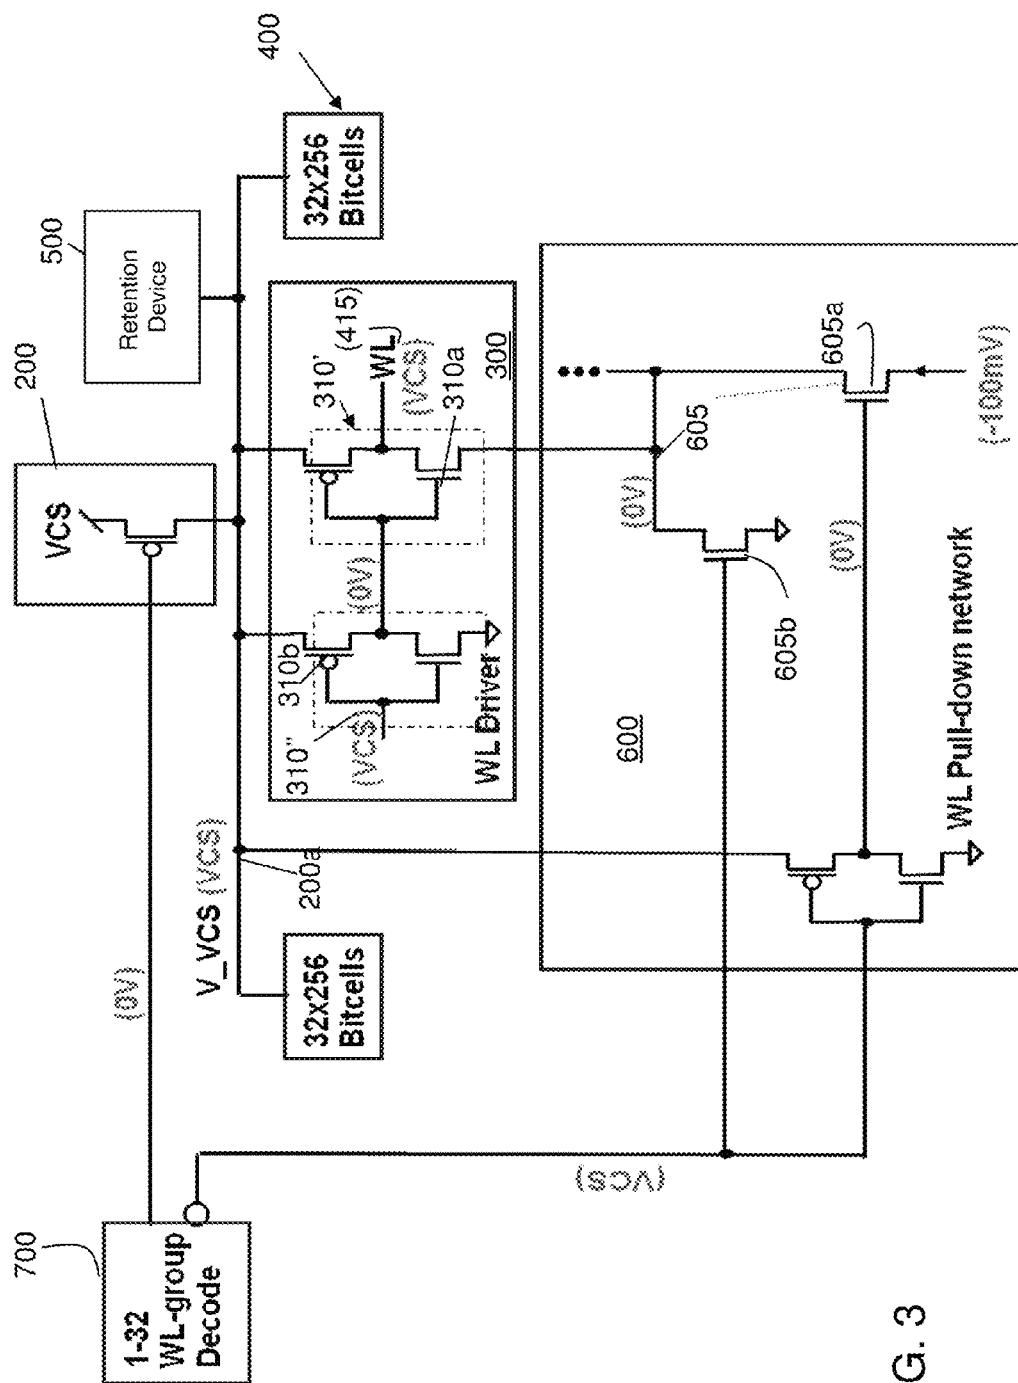 400
32x256
Bitcells
500
Retention
Device
200
VCS
310'
(415)
WL
(VCS)
310a
300
310b
(0V)
310"
(VCS)
WL Driver
V_VCS (VCS)
200a
32x256
Bitcells
(0V)
700
1-32
WL-group
Decode
(VCS)
600
605
(0V)
605a
605b
(0V)
(~100mV)
WL Pull-down network
G. 3